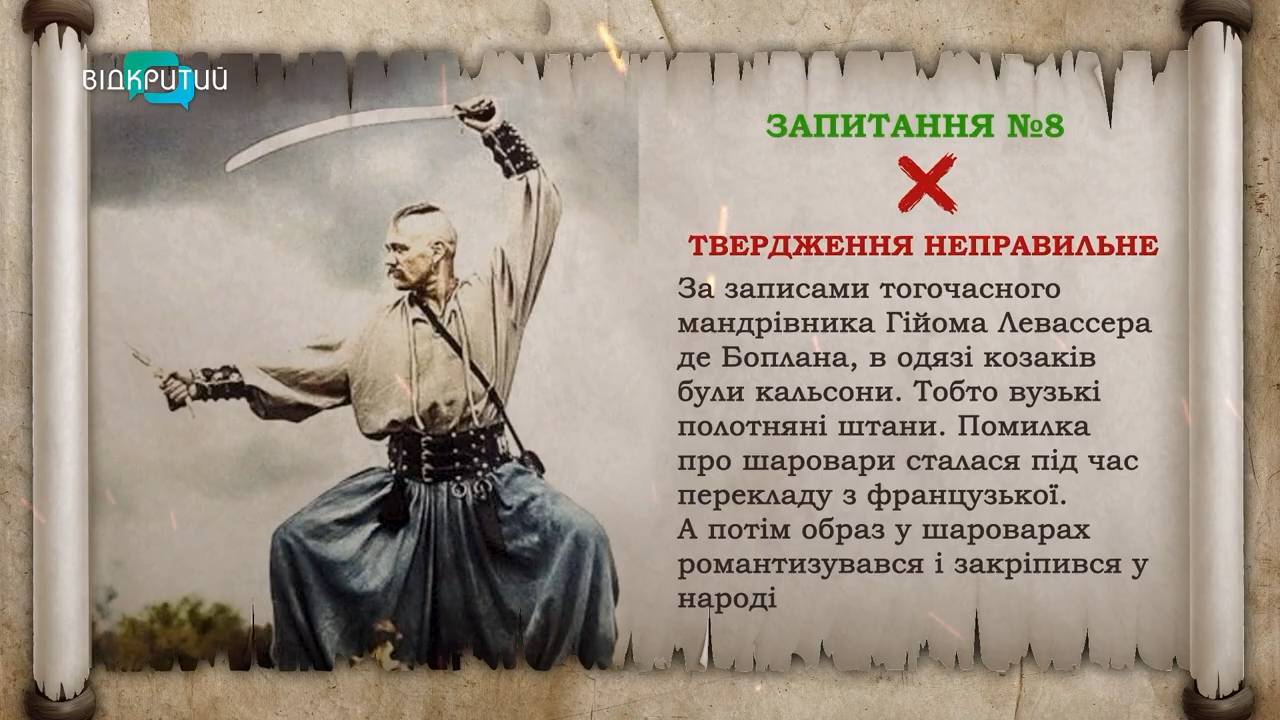 ВІДКРИТИЙ
ЗАПИТАННЯ №8
ТВЕРДЖЕННЯ НЕПРАВИЛЬНЕ
За записами тогочасного
мандрівника Гійома Левассера
де Боплана, в одязі козаків
були кальсони. Тобто вузькі
полотняні штани. Помилка
про шаровари сталася під час
перекладу з французької.
А потім образ у шароварах
романтизувався і закріпився у
народі